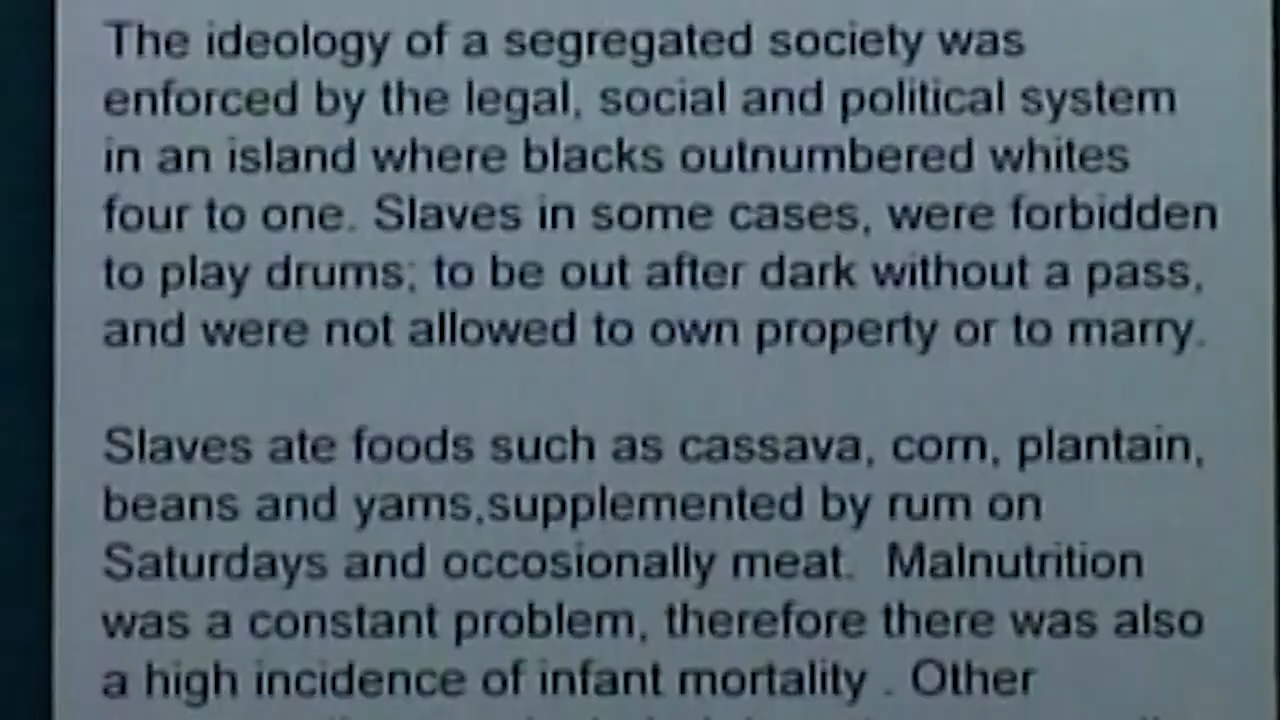 The ideology of a segregated society was
enforced by the legal, social and political system
in an island where blacks outnumbered whites
four to one. Slaves in some cases, were forbidden
to play drums; to be out after dark without a pass,
and were not allowed to own property or to marry.
Slaves ate foods such as cassava, corn, plantain,
beans and yams,supplemented by rum on
Saturdays and occosionally meat. Malnutrition
was a constant problem, therefore there was also
a high incidence of infant mortality . Other